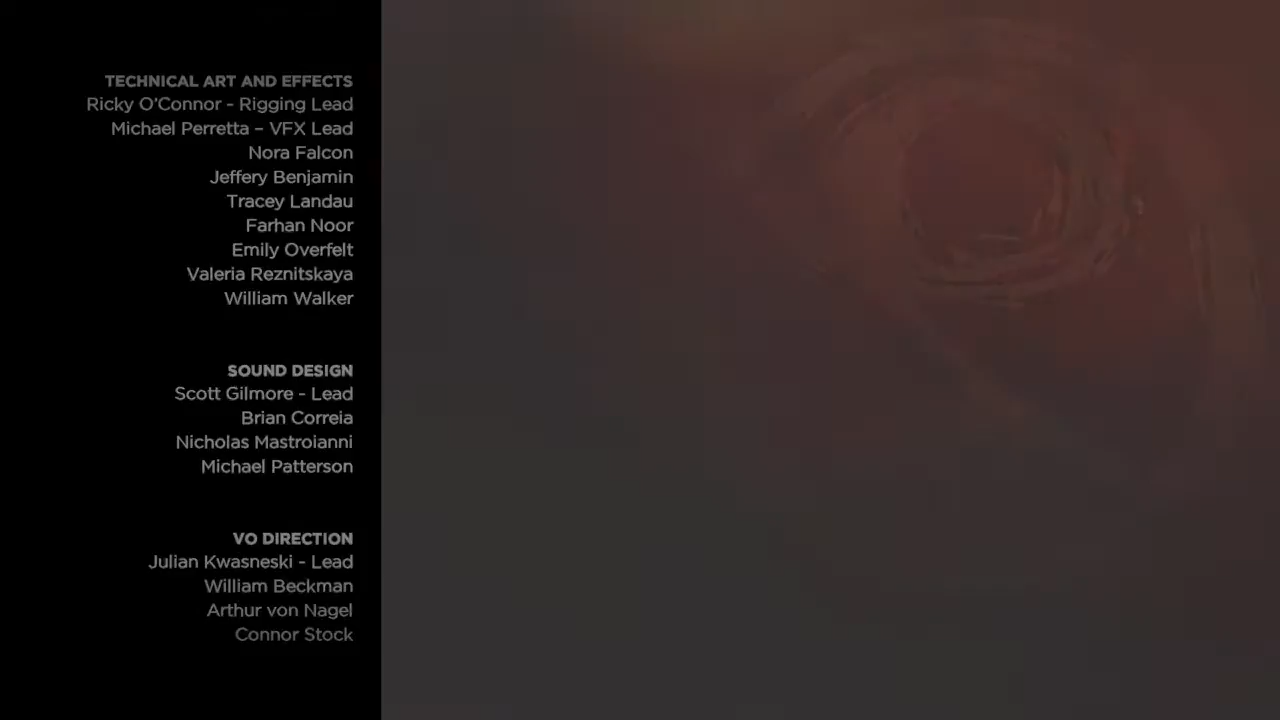 TECHNICAL ART AND EFFECTS
Ricky O'Connor - Rigging Lead
Michael Perretta – VFX Lead
Nora Falcon
Jeffery Benjamin
Tracey Landau
Farhan Noor
Emily Overfelt
Valeria Reznitskaya
William Walker
SOUND DESIGN
Scott Gilmore - Lead
Brian Correia
Nicholas Mastroianni
Michael Patterson
VO DIRECTION
Julian Kwasneski - Lead
William Beckman
Arthur von Nagel
Connor Stock